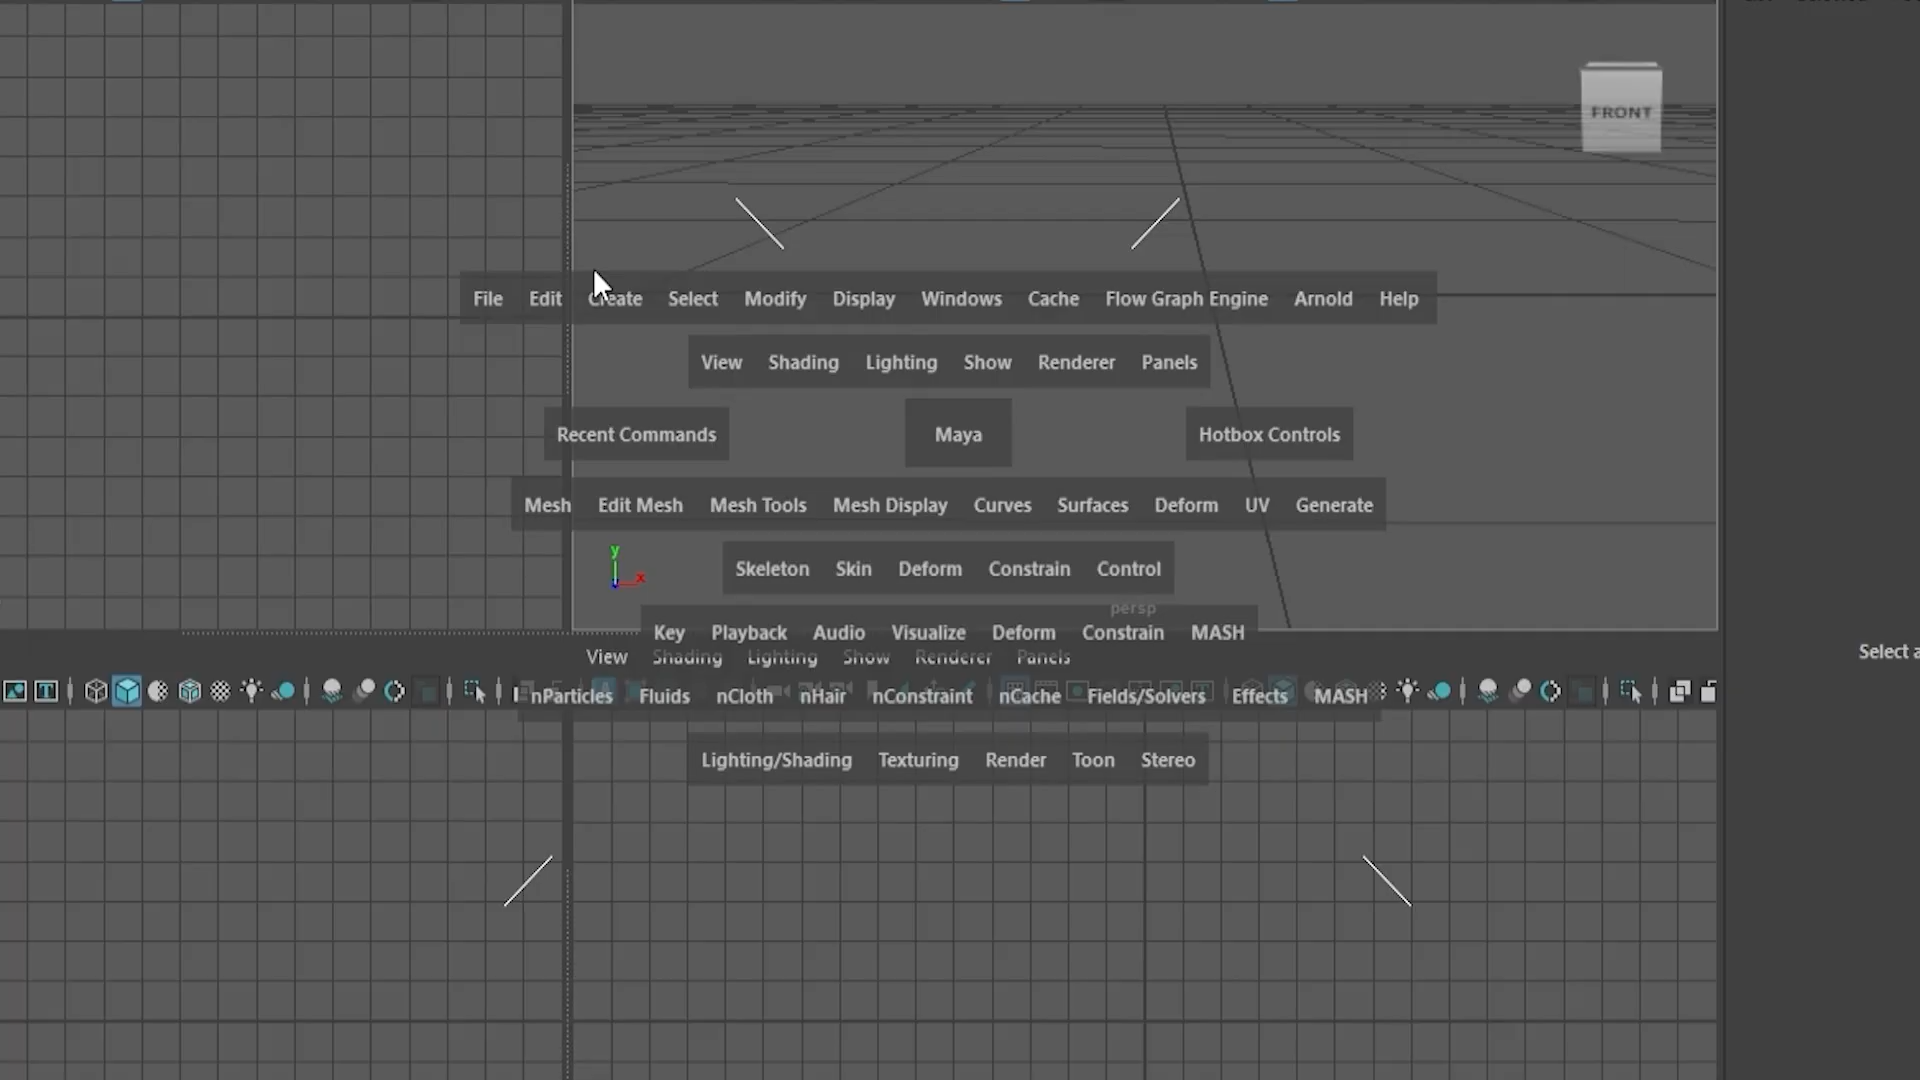 FRONT
File Edit Create Select Modify Display Windows Cache Flow Graph Engine Arnold Help
View Shading Lighting Show Renderer Panels
Recent Commands Maya Hotbox Controls
Mesh Edit Mesh Mesh Tools Mesh Display Curves Surfaces Deform UV Generate
y
x
Skeleton Skin Deform Constrain Control
persp
Key Playback Audio Visualize Deform Constrain MASH
View Shading Lighting Show Renderer Panels
Select a
nParticles Fluids nCloth nHair nConstraint nCache Fields/Solvers Effects MASH
Lighting/Shading Texturing Render Toon Stereo